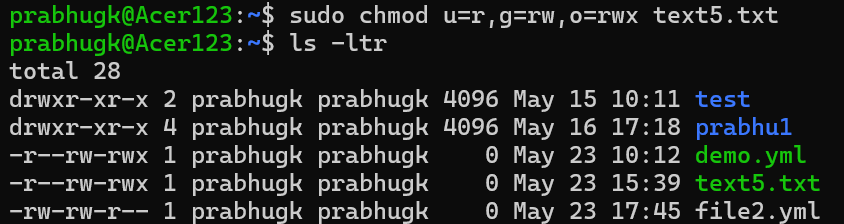 prabhugk@Acer123:~$ sudo chmod u=r,g=rw,o=rwx text5.txt
prabhugk@Acer123:~$ ls -ltr
total 28
drwxr-xr-x 2 prabhugk prabhugk 4096 May 15 10:11 test
drwxr-xr-x 4 prabhugk prabhugk 4096 May 16 17:18 prabhu1
-r--rw-rwx 1 prabhugk prabhugk    0 May 23 10:12 demo.yml
-r--rw-rwx 1 prabhugk prabhugk    0 May 23 15:39 text5.txt
-rw-rw-r-- 1 prabhugk prabhugk    0 May 23 17:45 file2.yml